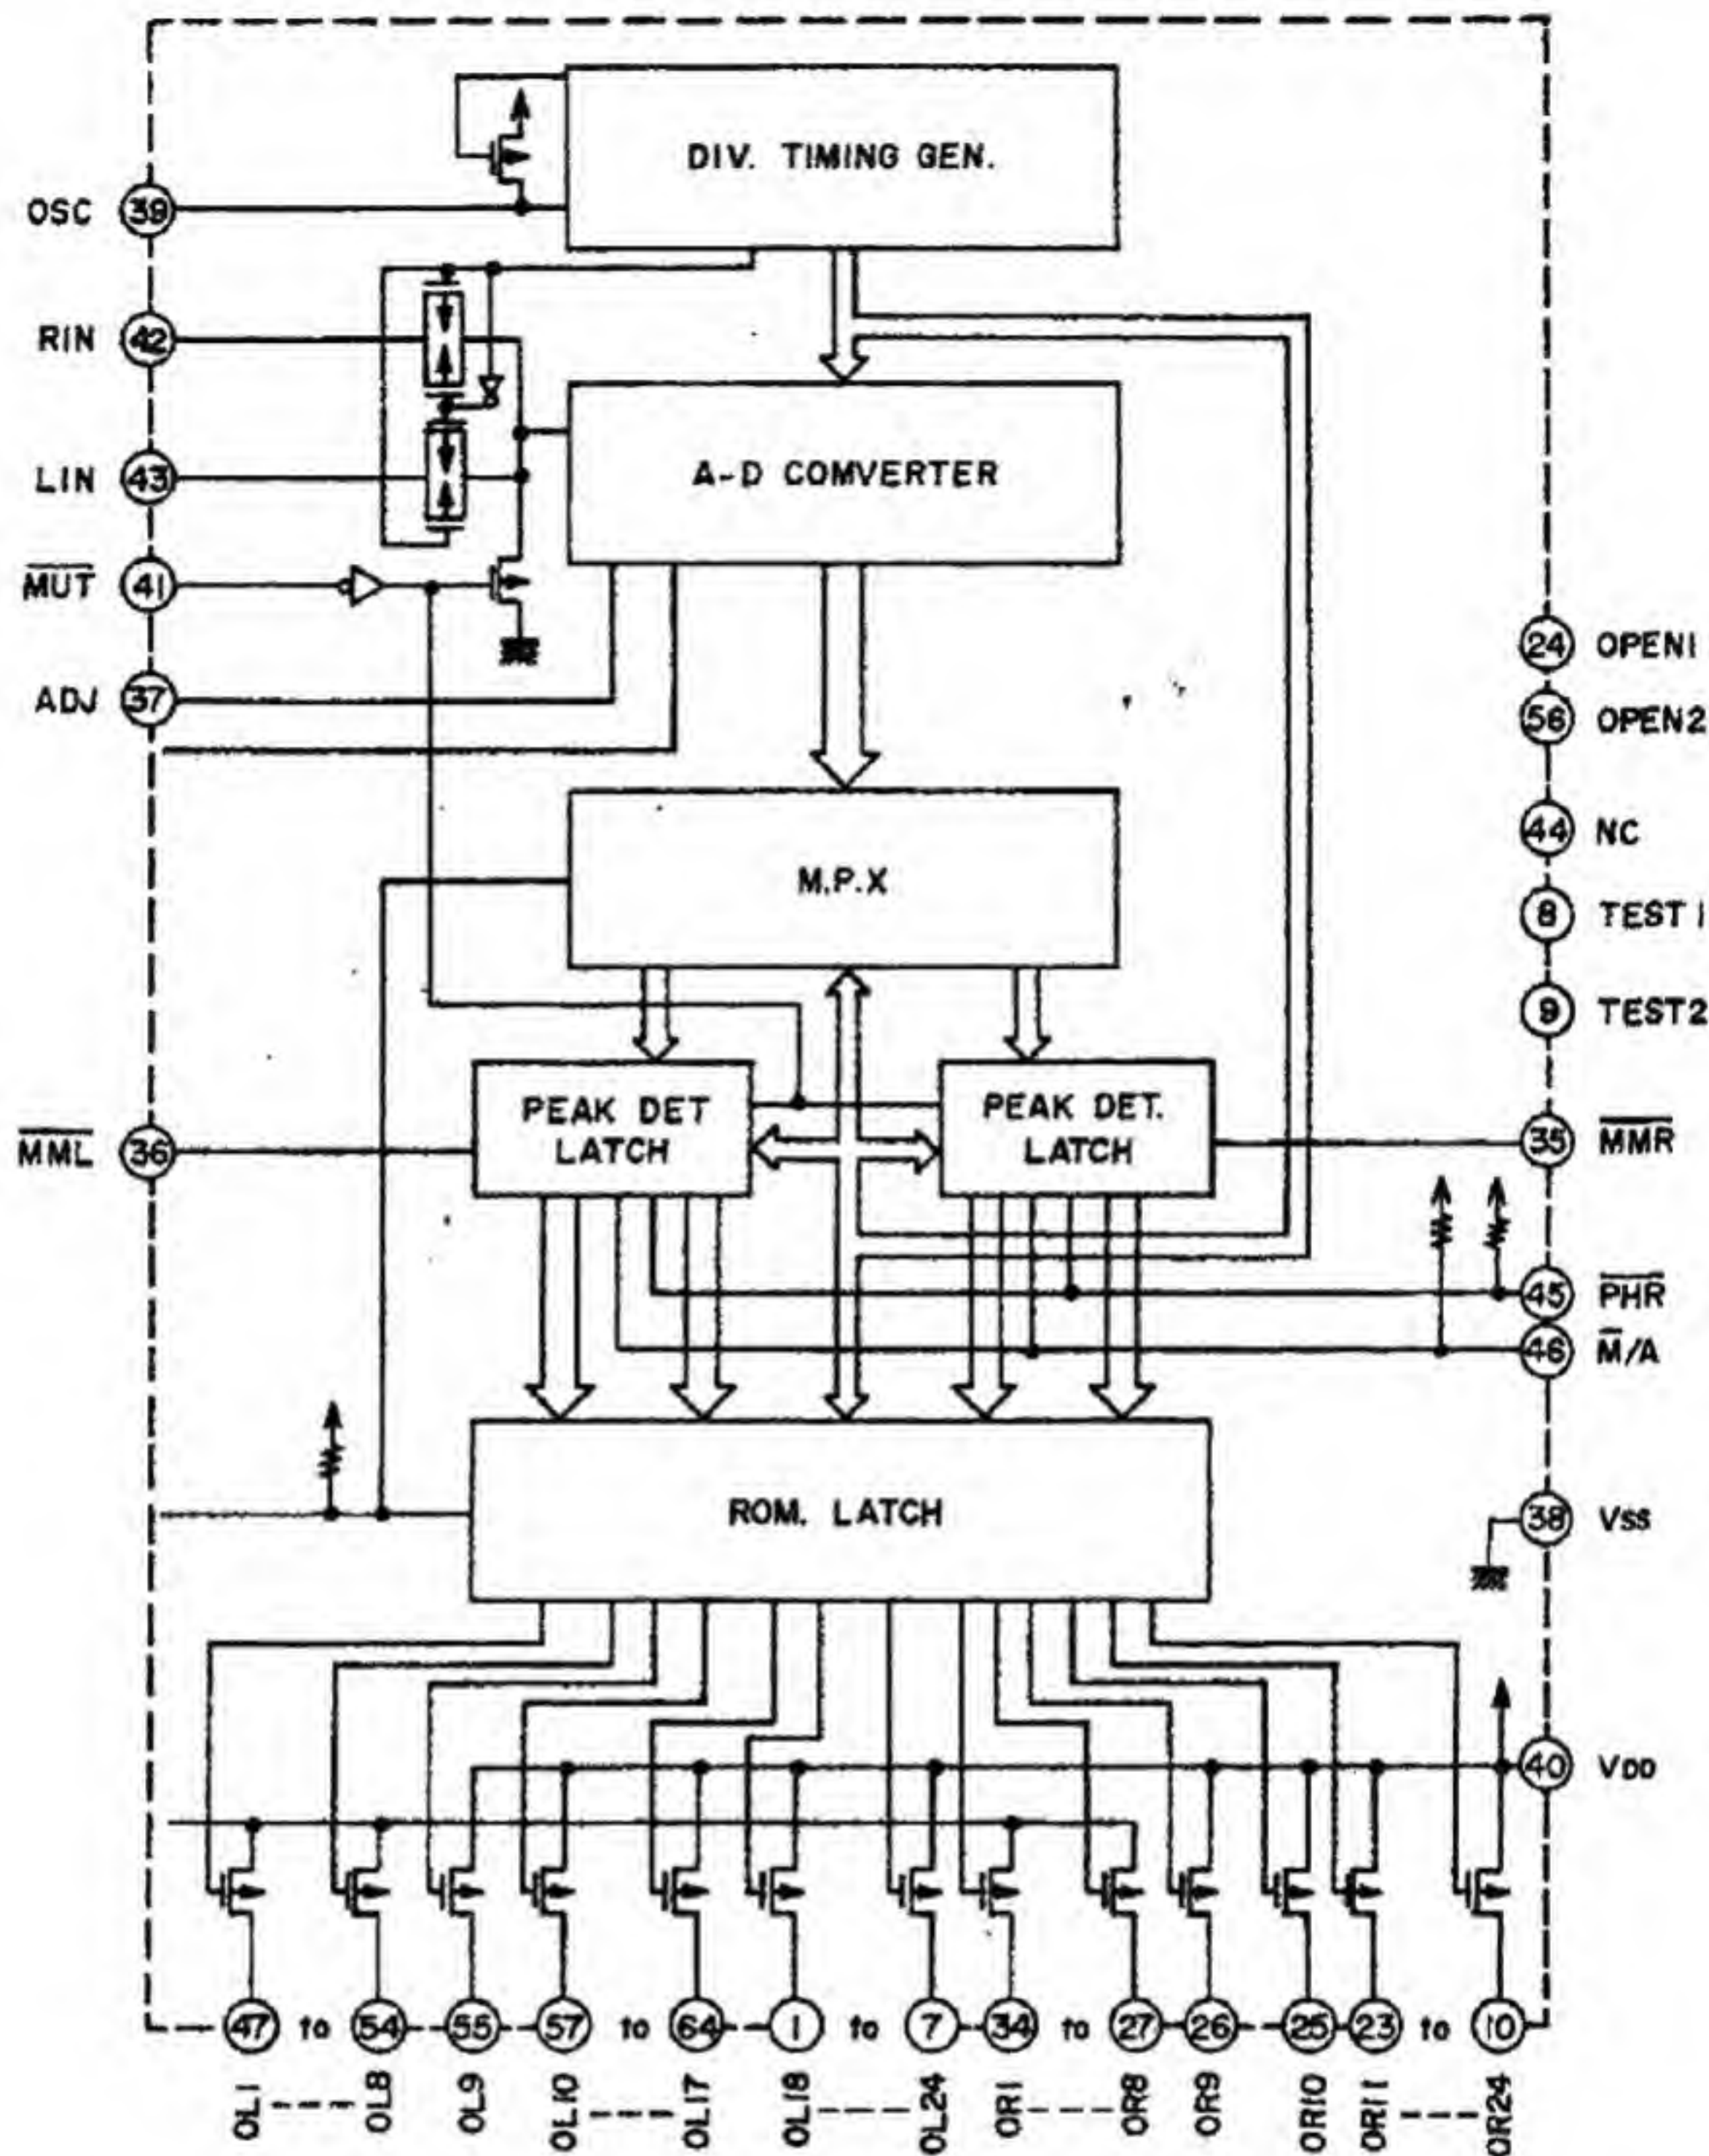 DIV. TIMING GEN.
OSC 39
RIN 42
A-D COMVERTER
LIN 43
MUT 41
24 OPEN1
ADJ 37
56 OPEN2
44 NC
M.P.X
8 TEST1
9 TEST2
PEAK DET
LATCH
PEAK DET.
LATCH
MML 36
35 MMR
45 PHR
46 M/A
ROM. LATCH
38 VSS
40 VDD
47 to 54 55 57 to 64 1 to 7 34 to 27 26 25 23 to 10
OL1 OL8 OL9 OL10 OL17 OL18 OL24 OR1 OR8 OR9 OR10 OR11 OR24